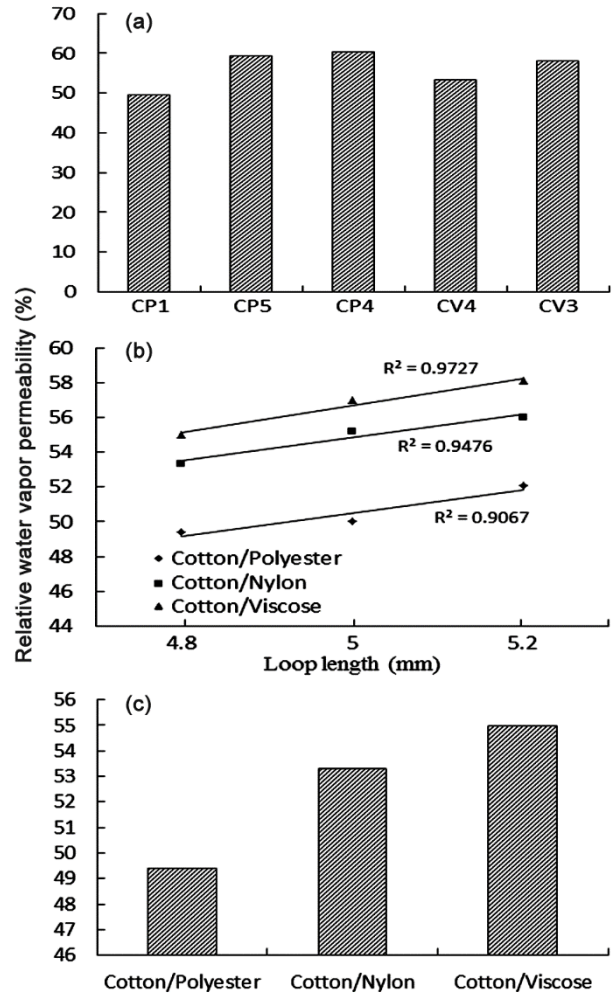 (a)
70
60
50
40
30
20
10
0
CP1 CP5 CP4 CV4 CV3
Relative water vapor permeability (%)
(b)
60
58
56
54
52
50
48
46
44
R² = 0.9727
R² = 0.9476
R² = 0.9067
Cotton/Polyester
Cotton/Nylon
Cotton/Viscose
4.8 5 5.2
Loop length (mm)
(c)
56
55
54
53
52
51
50
49
48
47
46
Cotton/Polyester Cotton/Nylon Cotton/Viscose